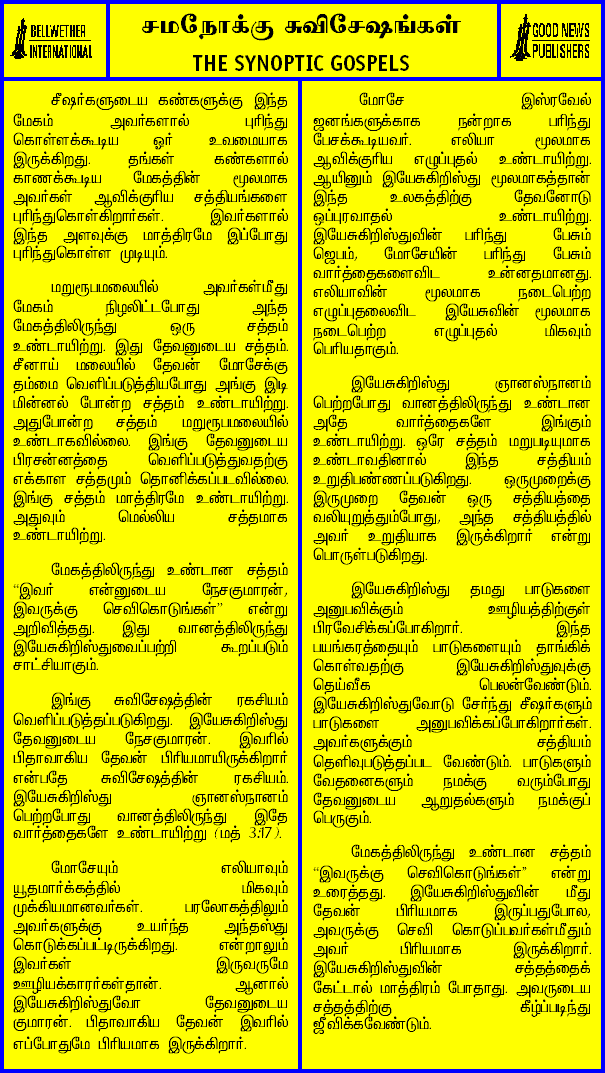 BELLWETHER
INTERNATIONAL
சமநோக்கு சுவிசேஷங்கள்
THE SYNOPTIC GOSPELS
GOOD NEWS
PUBLISHERS
சீஷர்களுடைய கண்களுக்கு இந்த
மேகம் அவர்களால் புரிந்து
கொள்ளக்கூடிய ஓர் உவமையாக
இருக்கிறது. தங்கள் கண்களால்
காணக்கூடிய மேகத்தின் மூலமாக
அவர்கள் ஆவிக்குரிய சத்தியங்களை
புரிந்துகொள்கிறார்கள். இவர்களால்
இந்த அளவுக்கு மாத்திரமே இப்போது
புரிந்துகொள்ள முடியும்.
மறுரூபமலையில் அவர்கள்மீது
மேகம் நிழலிட்டபோது அந்த
மேகத்திலிருந்து ஒரு சத்தம்
உண்டாயிற்று. இது தேவனுடைய சத்தம்.
சீனாய் மலையில் தேவன் மோசேக்கு
தம்மை வெளிப்படுத்தியபோது அங்கு இடி
மின்னல் போன்ற சத்தம் உண்டாயிற்று.
அதுபோன்ற சத்தம் மறுரூபமலையில்
உண்டாகவில்லை. இங்கு தேவனுடைய
பிரசன்னத்தை வெளிப்படுத்துவதற்கு
எக்காள சத்தமும் தொனிக்கப்படவில்லை.
இங்கு சத்தம் மாத்திரமே உண்டாயிற்று.
அதுவும் மெல்லிய சத்தமாக
உண்டாயிற்று.
மேகத்திலிருந்து உண்டான சத்தம்
“இவர் என்னுடைய நேசகுமாரன்,
இவருக்கு செவிகொடுங்கள்” என்று
அறிவித்தது. இது வானத்திலிருந்து
இயேசுகிறிஸ்துவைப்பற்றி கூறப்படும்
சாட்சியாகும்.
இங்கு சுவிசேஷத்தின் ரகசியம்
வெளிப்படுத்தப்படுகிறது. இயேசுகிறிஸ்து
தேவனுடைய நேசகுமாரன். இவரில்
பிதாவாகிய தேவன் பிரியமாயிருக்கிறார்
என்பதே சுவிசேஷத்தின் ரகசியம்.
இயேசுகிறிஸ்து ஞானஸ்நானம்
பெற்றபோது வானத்திலிருந்து இதே
வார்த்தைகளே உண்டாயிற்று (மத் 3:17).
மோசேயும் எலியாவும்
யூதமார்க்கத்தில் மிகவும்
முக்கியமானவர்கள். பரலோகத்திலும்
அவர்களுக்கு உயர்ந்த அந்தஸ்து
கொடுக்கப்பட்டிருக்கிறது. என்றாலும்
இவர்கள் இருவருமே
ஊழியக்காரர்கள்தான். ஆனால்
இயேசுகிறிஸ்துவோ தேவனுடைய
குமாரன். பிதாவாகிய தேவன் இவரில்
எப்போதுமே பிரியமாக இருக்கிறார்.
மோசே இஸ்ரவேல்
ஜனங்களுக்காக நன்றாக பரிந்து
பேசக்கூடியவர். எலியா மூலமாக
ஆவிக்குரிய எழுப்புதல் உண்டாயிற்று.
ஆயினும் இயேசுகிறிஸ்து மூலமாகத்தான்
இந்த உலகத்திற்கு தேவனோடு
ஒப்புரவாதல் உண்டாயிற்று.
இயேசுகிறிஸ்துவின் பரிந்து பேசும்
ஜெபம், மோசேயின் பரிந்து பேசும்
வார்த்தைகளைவிட உன்னதமானது.
எலியாவின் மூலமாக நடைபெற்ற
எழுப்புதலைவிட இயேசுவின் மூலமாக
நடைபெற்ற எழுப்புதல் மிகவும்
பெரியதாகும்.
இயேசுகிறிஸ்து ஞானஸ்நானம்
பெற்றபோது வானத்திலிருந்து உண்டான
அதே வார்த்தைகளே இங்கும்
உண்டாயிற்று. ஒரே சத்தம் மறுபடியுமாக
உண்டாவதினால் இந்த சத்தியம்
உறுதிபண்ணப்படுகிறது. ஒருமுறைக்கு
இருமுறை தேவன் ஒரு சத்தியத்தை
வலியுறுத்தும்போது, அந்த சத்தியத்தில்
அவர் உறுதியாக இருக்கிறார் என்று
பொருள்படுகிறது.
இயேசுகிறிஸ்து தமது பாடுகளை
அனுபவிக்கும் ஊழியத்திற்குள்
பிரவேசிக்கப்போகிறார். இந்த
பயங்கரத்தையும் பாடுகளையும் தாங்கிக்
கொள்வதற்கு இயேசுகிறிஸ்துவுக்கு
தெய்வீக பெலன்வேண்டும்.
இயேசுகிறிஸ்துவோடு சேர்ந்து சீஷர்களும்
பாடுகளை அனுபவிக்கப்போகிறார்கள்.
அவர்களுக்கும் சத்தியம்
தெளிவுபடுத்தப்பட வேண்டும். பாடுகளும்
வேதனைகளும் நமக்கு வரும்போது
தேவனுடைய ஆறுதல்களும் நமக்குப்
பெருகும்.
மேகத்திலிருந்து உண்டான சத்தம்
“இவருக்கு செவிகொடுங்கள்” என்று
உரைத்தது. இயேசுகிறிஸ்துவின் மீது
தேவன் பிரியமாக இருப்பதுபோல,
அவருக்கு செவி கொடுப்பவர்கள்மீதும்
அவர் பிரியமாக இருக்கிறார்.
இயேசுகிறிஸ்துவின் சத்தத்தைக்
கேட்டால் மாத்திரம் போதாது. அவருடைய
சத்தத்திற்கு கீழ்ப்படிந்து
ஜீவிக்கவேண்டும்.